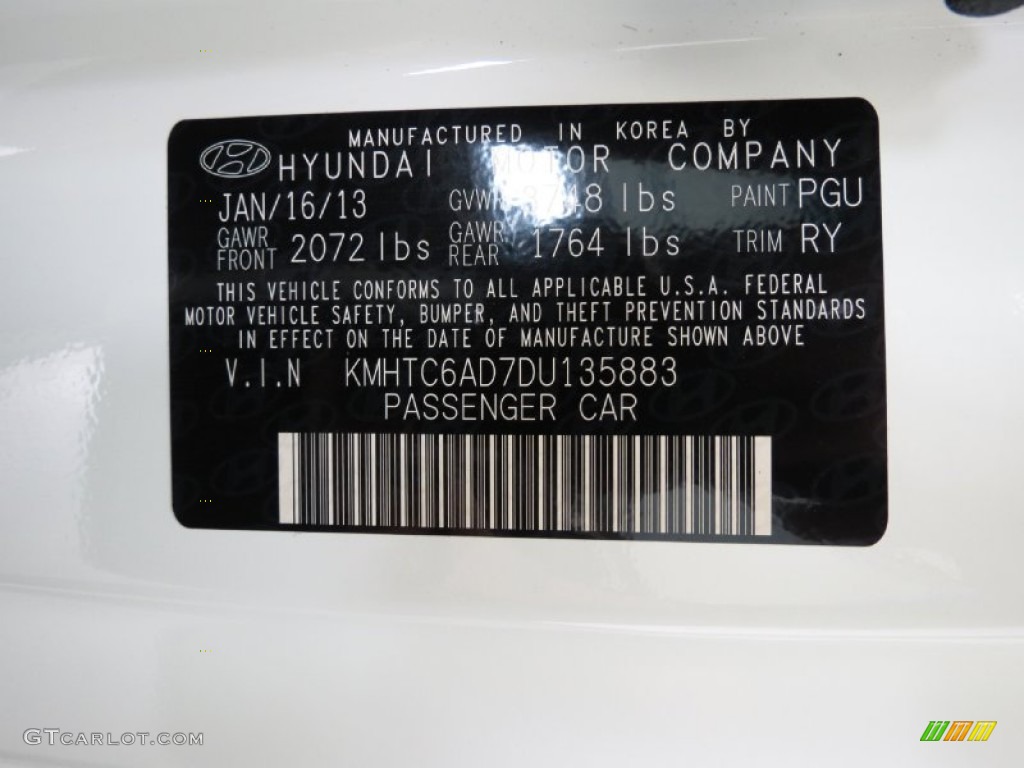 MANUFACTURED IN KOREA BY
HYUNDAI MOTOR COMPANY
JAN/16/13 GVWR 3748 lbs PAINT PGU
GAWR FRONT 2072 lbs GAWR REAR 1764 lbs TRIM RY
THIS VEHICLE CONFORMS TO ALL APPLICABLE U.S.A. FEDERAL
MOTOR VEHICLE SAFETY, BUMPER, AND THEFT PREVENTION STANDARDS
IN EFFECT ON THE DATE OF MANUFACTURE SHOWN ABOVE
V.I.N KMHTC6AD7DU135883
PASSENGER CAR
GTCARLOT.COM